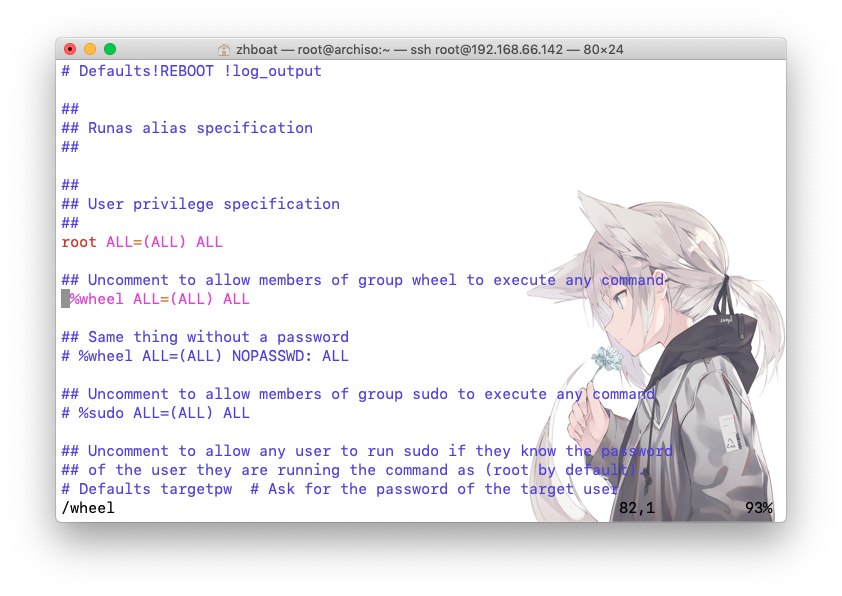 zhboat — root@archiso:~ — ssh root@192.168.66.142 — 80×24
# Defaults!REBOOT !log_output
##
## Runas alias specification
##
##
## User privilege specification
##
root ALL=(ALL) ALL
## Uncomment to allow members of group wheel to execute any command
%wheel ALL=(ALL) ALL
## Same thing without a password
# %wheel ALL=(ALL) NOPASSWD: ALL
## Uncomment to allow members of group sudo to execute any command
# %sudo ALL=(ALL) ALL
## Uncomment to allow any user to run sudo if they know the password
## of the user they are running the command as (root by default).
# Defaults targetpw  # Ask for the password of the target user
/wheel 82,1 93%